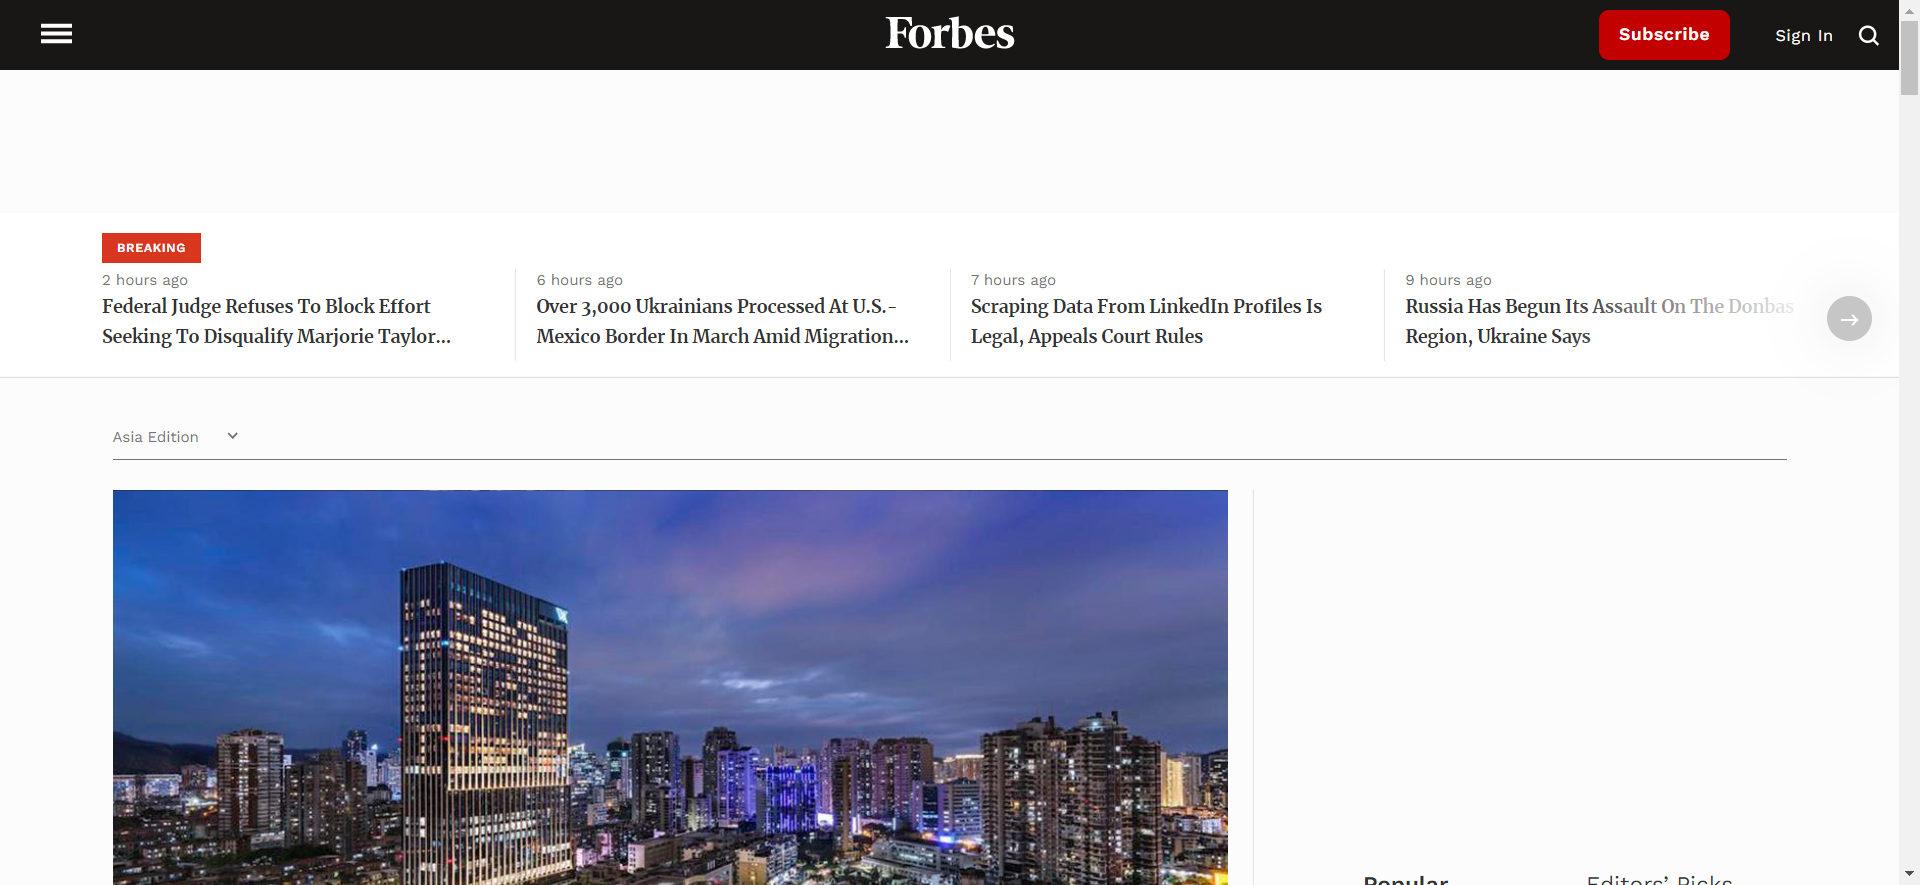 Forbes
Subscribe
Sign In
BREAKING
2 hours ago
Federal Judge Refuses To Block Effort
Seeking To Disqualify Marjorie Taylor...
6 hours ago
Over 3,000 Ukrainians Processed At U.S.-
Mexico Border In March Amid Migration...
7 hours ago
Scraping Data From LinkedIn Profiles Is
Legal, Appeals Court Rules
9 hours ago
Russia Has Begun Its Assault On The Donbas
Region, Ukraine Says
Asia Edition
Popular
Editors' Picks